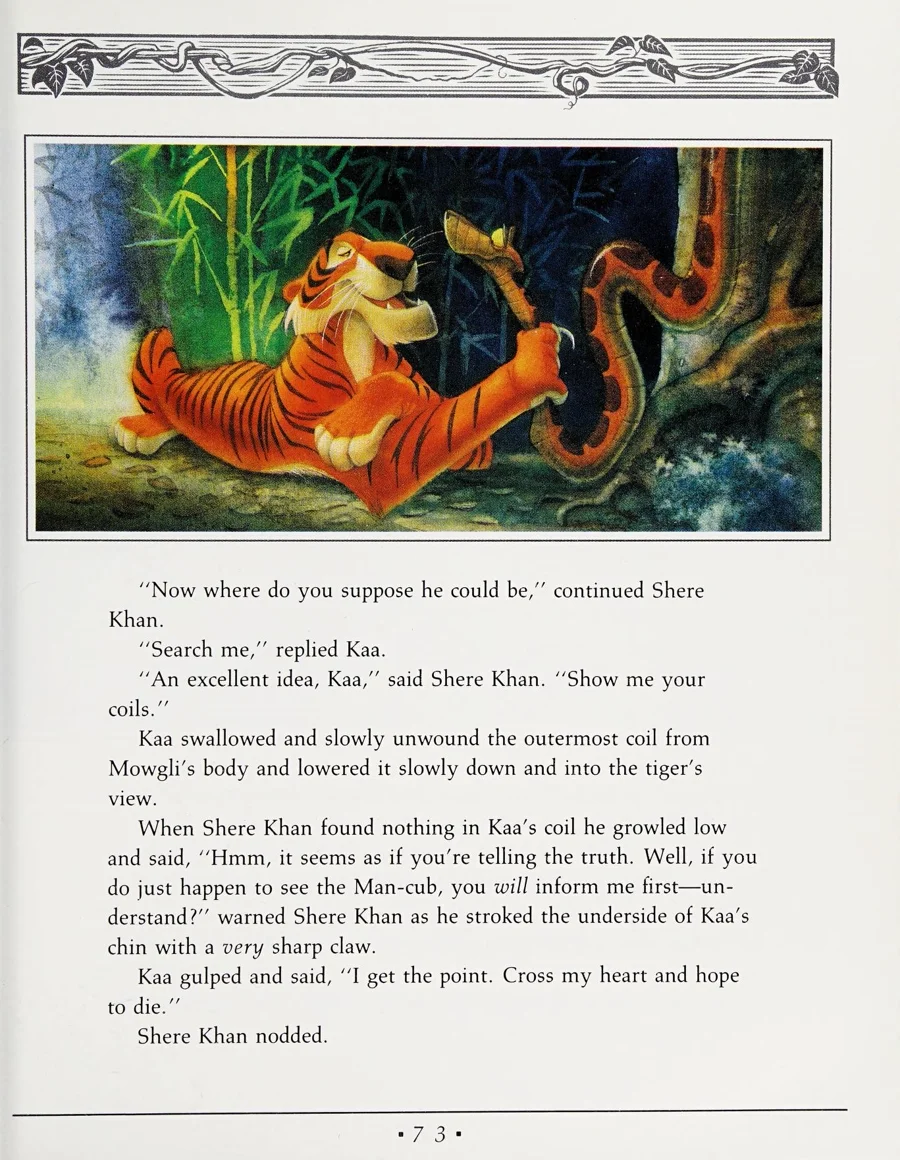 “Now where do you suppose he could be,” continued Shere
Khan.
“Search me,” replied Kaa.
“An excellent idea, Kaa,” said Shere Khan. “Show me your
coils.”
Kaa swallowed and slowly unwound the outermost coil from
Mowgli’s body and lowered it slowly down and into the tiger’s
view.
When Shere Khan found nothing in Kaa’s coil he growled low
and said, “Hmm, it seems as if you’re telling the truth. Well, if you
do just happen to see the Man-cub, you will inform me first—un-
derstand?” warned Shere Khan as he stroked the underside of Kaa’s
chin with a very sharp claw.
Kaa gulped and said, “I get the point. Cross my heart and hope
to die.”
Shere Khan nodded.
▪ 7 3 ▪